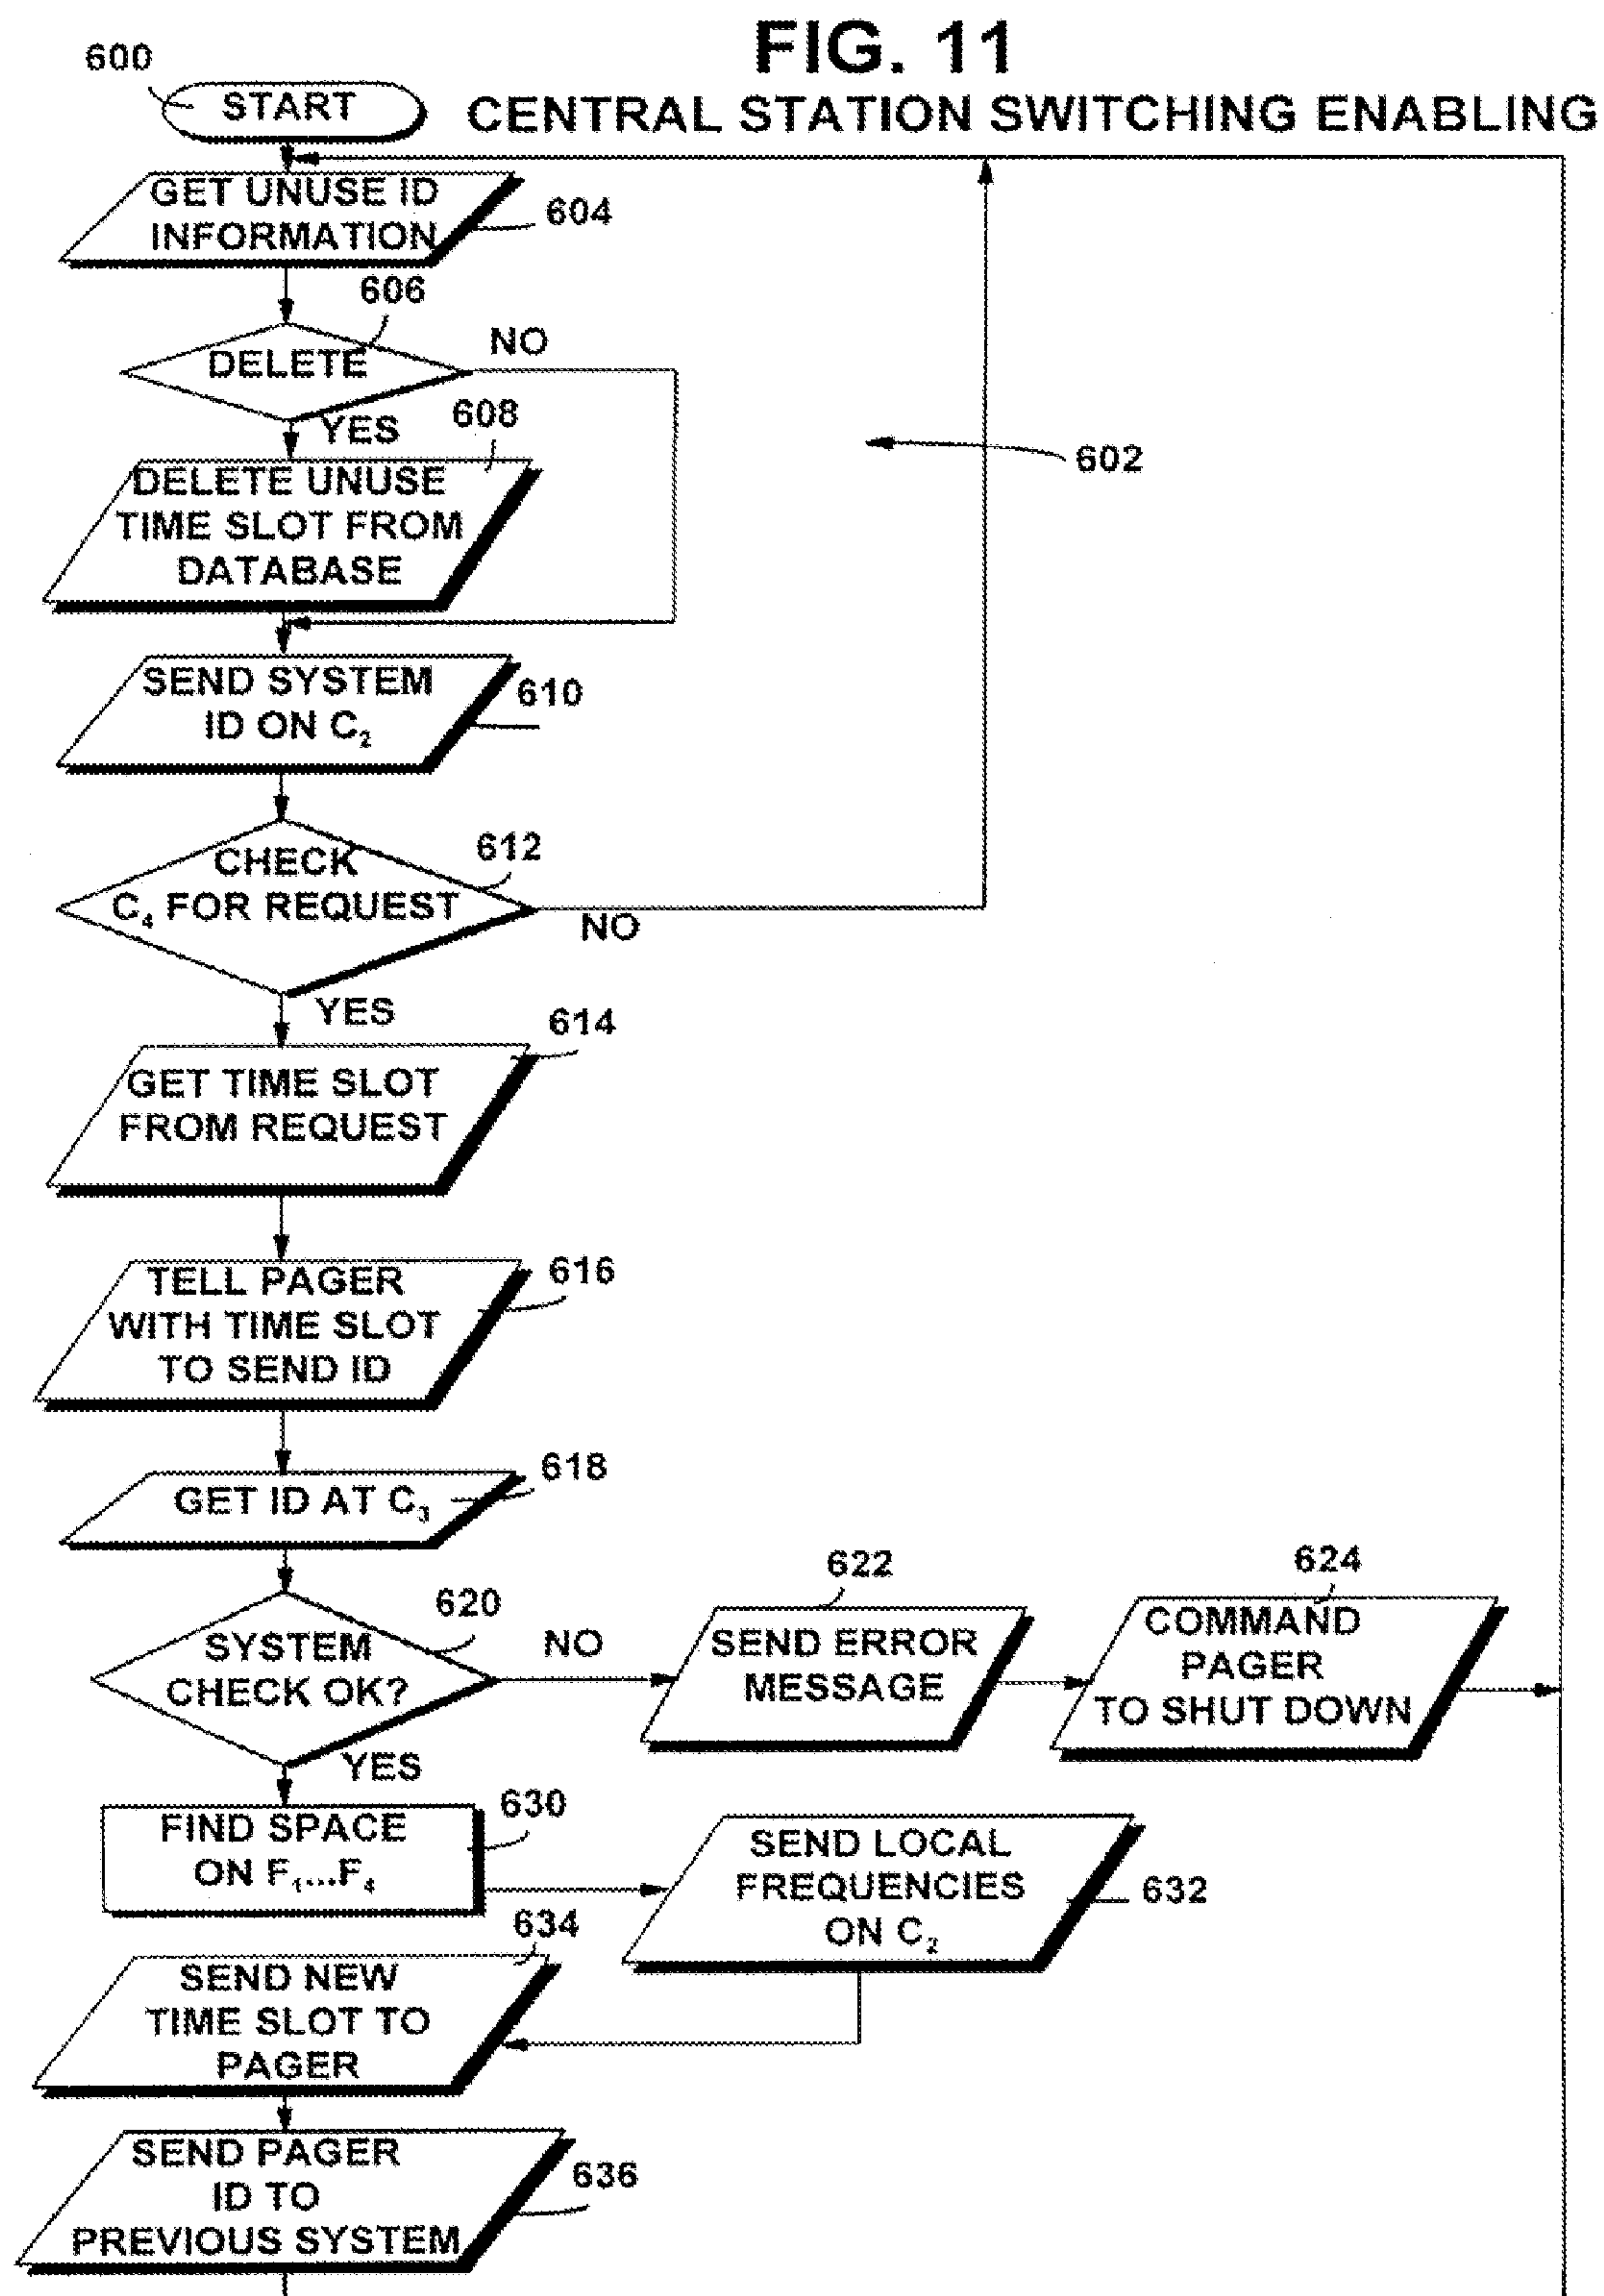 FIG. 11
600
START
CENTRAL STATION SWITCHING ENABLING
GET UNUSE ID
INFORMATION
604
606
DELETE
NO
YES
608
602
DELETE UNUSE
TIME SLOT FROM
DATABASE
SEND SYSTEM
ID ON C₂
610
CHECK
C₄ FOR REQUEST
612
NO
YES
614
GET TIME SLOT
FROM REQUEST
TELL PAGER
WITH TIME SLOT
TO SEND ID
616
GET ID AT C₃
618
620
SYSTEM
CHECK OK?
NO
YES
622
SEND ERROR
MESSAGE
624
COMMAND
PAGER
TO SHUT DOWN
FIND SPACE
ON F₁...F₄
630
SEND LOCAL
FREQUENCIES
ON C₂
632
634
SEND NEW
TIME SLOT TO
PAGER
SEND PAGER
ID TO
PREVIOUS SYSTEM
636